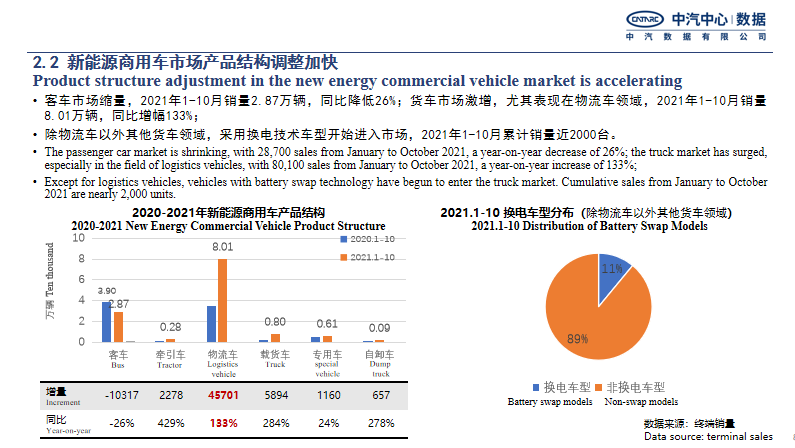 CATARC 中汽中心 | 数据
中汽数据有限公司
2.2 新能源商用车市场产品结构调整加快
Product structure adjustment in the new energy commercial vehicle market is accelerating
• 客车市场缩量，2021年1-10月销量2.87万辆，同比降低26%；货车市场激增，尤其表现在物流车领域，2021年1-10月销量
8.01万辆，同比增幅133%；
• 除物流车以外其他货车领域，采用换电技术车型开始进入市场，2021年1-10月累计销量近2000台。
• The passenger car market is shrinking, with 28,700 sales from January to October 2021, a year-on-year decrease of 26%; the truck market has surged,
especially in the field of logistics vehicles, with 80,100 sales from January to October 2021, a year-on-year increase of 133%;
• Except for logistics vehicles, vehicles with battery swap technology have begun to enter the truck market. Cumulative sales from January to October
2021 are nearly 2,000 units.
2020-2021年新能源商用车产品结构
2020-2021 New Energy Commercial Vehicle Product Structure
万辆 Ten thousand
10
8
6
4
2
0
2020.1-10
2021.1-10
3.90
2.87
0.28
8.01
0.80
0.61
0.09
客车 牵引车 物流车 载货车 专用车 自卸车
Bus Tractor Logistics vehicle Truck special vehicle Dump truck
增量 -10317 2278 45701 5894 1160 657
Increment
同比 -26% 429% 133% 284% 24% 278%
Year-on-year
2021.1-10 换电车型分布（除物流车以外其他货车领域）
2021.1-10 Distribution of Battery Swap Models
11%
89%
换电车型 非换电车型
Battery swap models Non-swap models
数据来源：终端销量
Data source: terminal sales